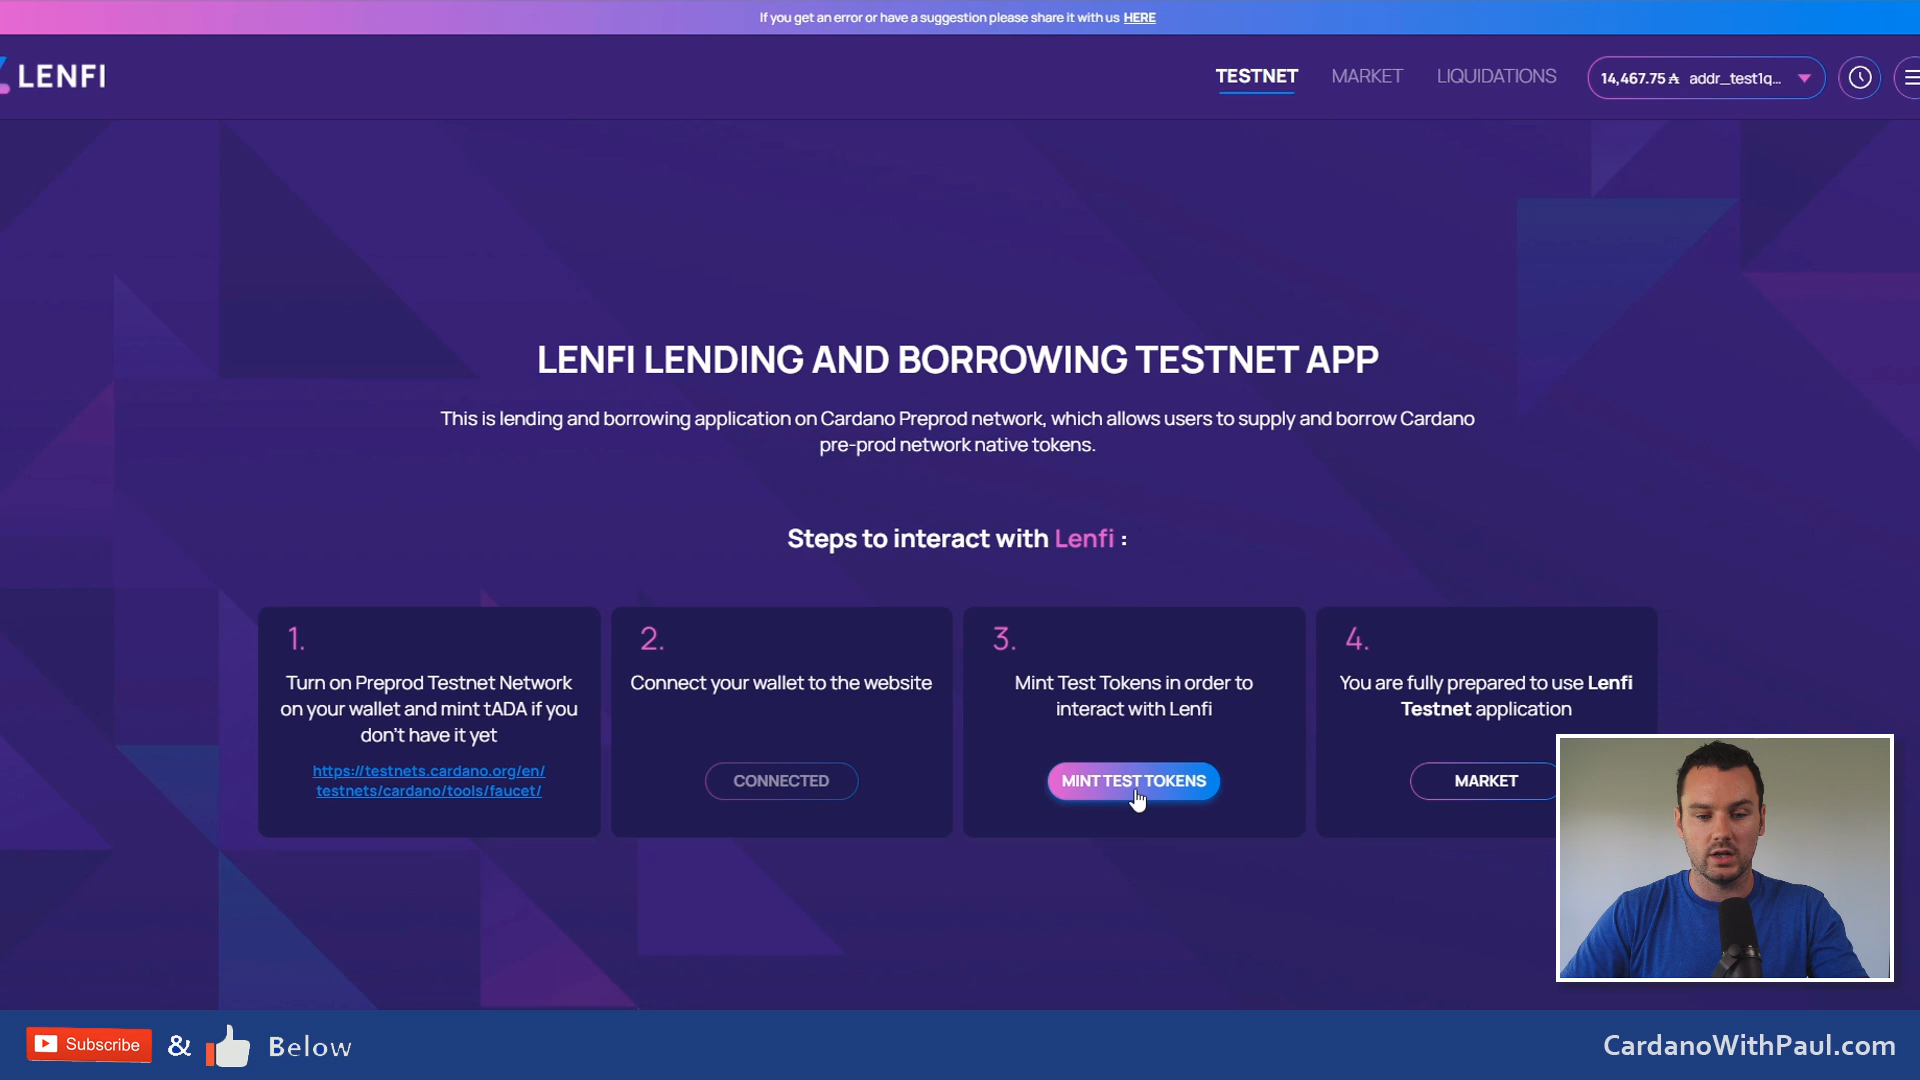 If you get an error or have a suggestion please share it with us HERE
LENFI
TESTNET
MARKET
LIQUIDATIONS
14,467.75 ₳ addr_test1q...
LENFI LENDING AND BORROWING TESTNET APP
This is lending and borrowing application on Cardano Preprod network, which allows users to supply and borrow Cardano
pre-prod network native tokens.
Steps to interact with Lenfi :
1.
Turn on Preprod Testnet Network
on your wallet and mint tADA if you
don't have it yet
https://testnets.cardano.org/en/
testnets/cardano/tools/faucet/
2.
Connect your wallet to the website
CONNECTED
3.
Mint Test Tokens in order to
interact with Lenfi
MINT TEST TOKENS
4.
You are fully prepared to use Lenfi
Testnet application
MARKET
Subscribe & Below
CardanoWithPaul.com